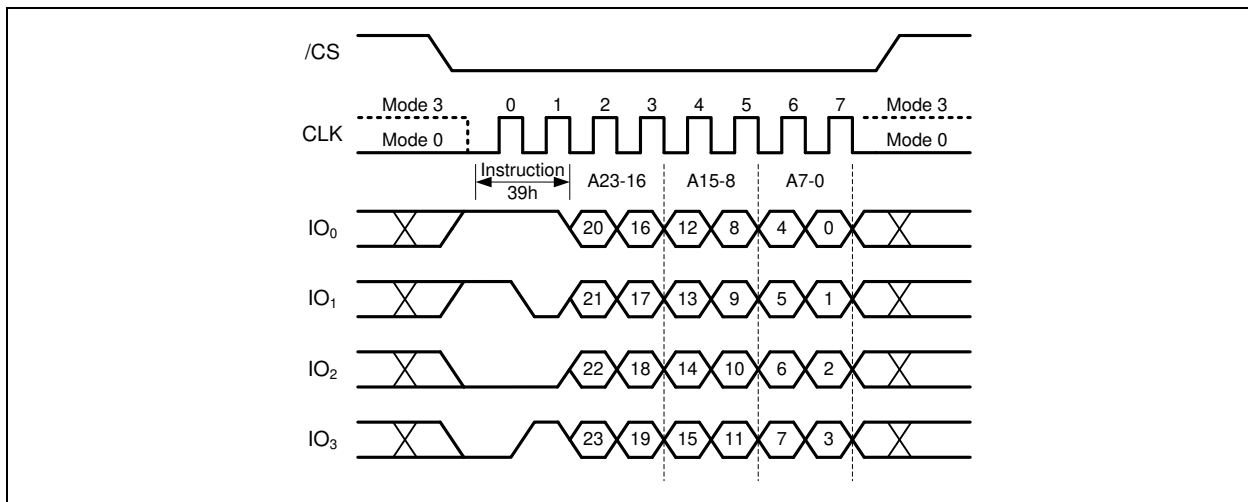 /CS
Mode 3 0 1 2 3 4 5 6 7 Mode 3
CLK
Mode 0 Mode 0
Instruction
39h
A23-16 A15-8 A7-0
IO₀ 20 16 12 8 4 0
IO₁ 21 17 13 9 5 1
IO₂ 22 18 14 10 6 2
IO₃ 23 19 15 11 7 3